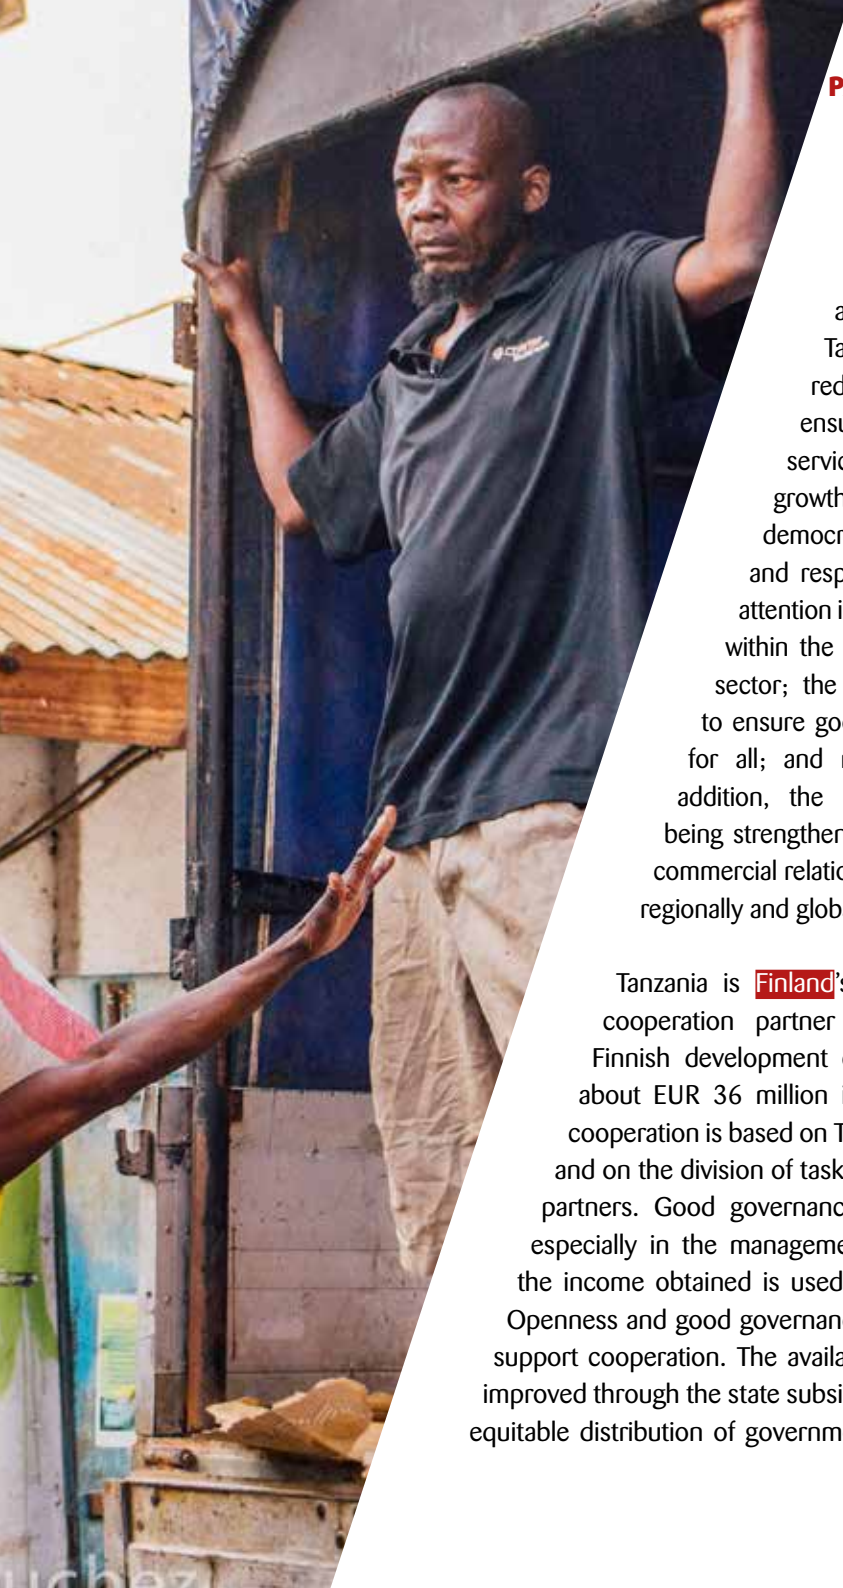 P
a
Ta
red
ensu
servic
growth
democr
and resp
attention i
within the
sector; the
to ensure goo
for all; and r
addition, the
being strengthen
commercial relatio
regionally and glob
Tanzania is Finland's
cooperation partner
Finnish development c
about EUR 36 million i
cooperation is based on T
and on the division of task
partners. Good governanc
especially in the manageme
the income obtained is used
Openness and good governanc
support cooperation. The availa
improved through the state subsi
equitable distribution of governm